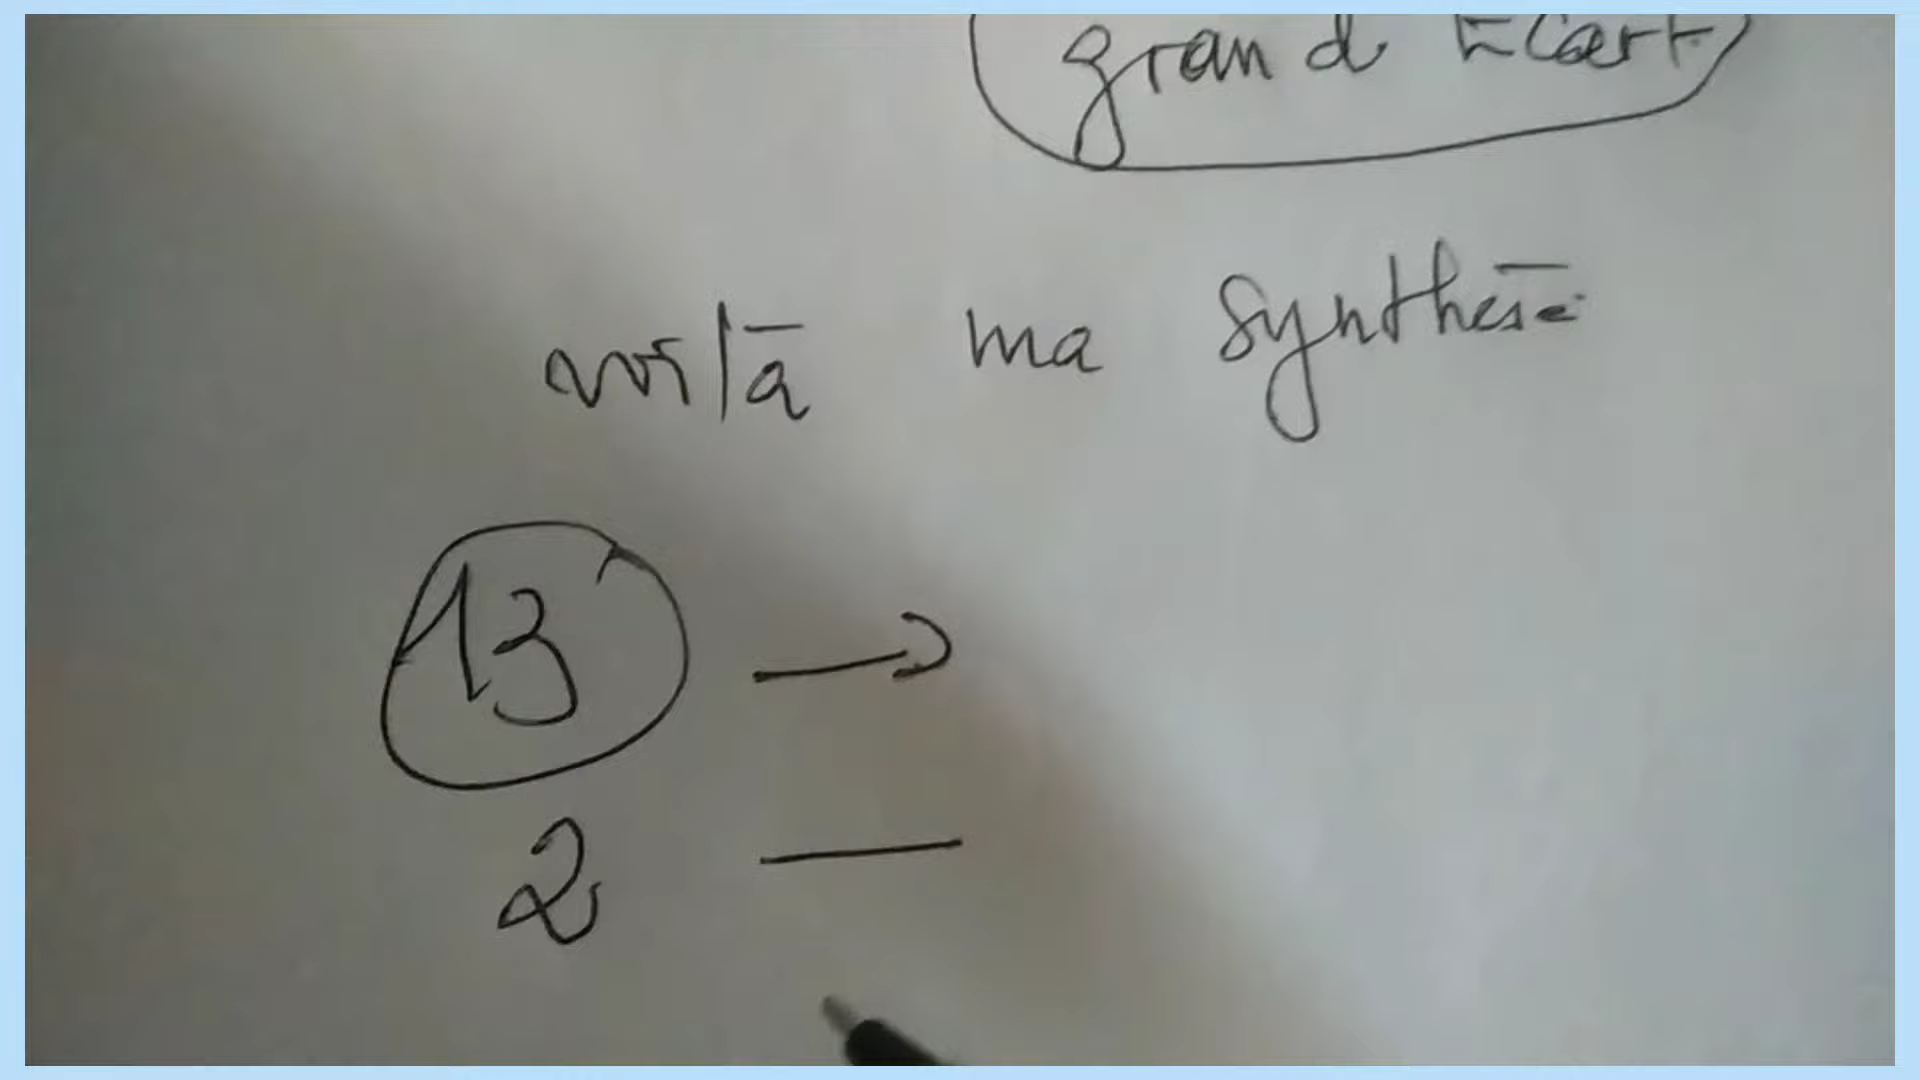 grand Ecart
voilà ma synthèse
13 →
2 —